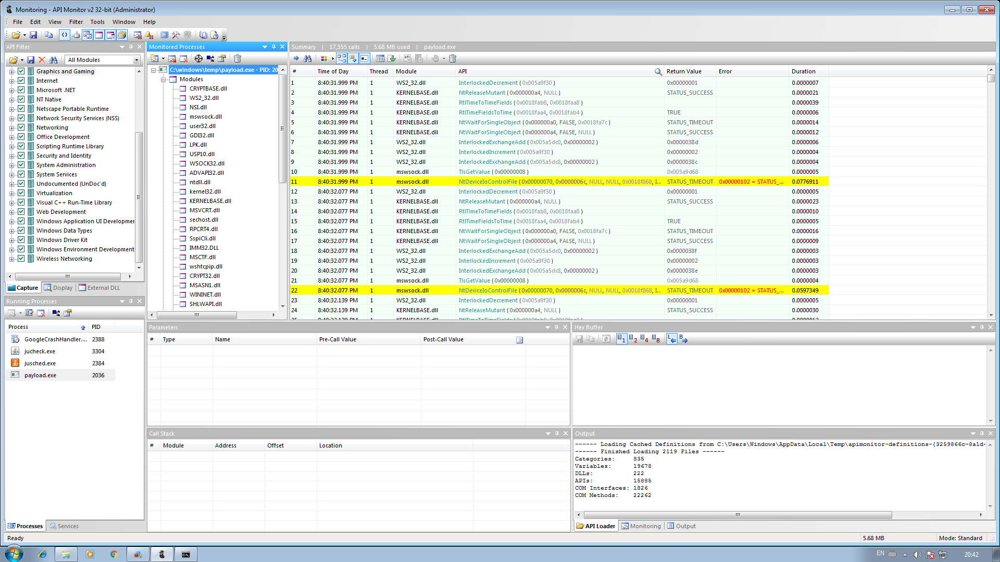 Monitoring - API Monitor v2 32-bit (Administrator)
File Edit View Filter Tools Window Help
API Filter
All Modules
Graphics and Gaming
Internet
Microsoft .NET
NT Native
Netscape Portable Runtime
Network Security Services (NSS)
Networking
Office Development
Scripting Runtime Library
Security and Identity
System Administration
System Services
Undocumented (UnDoc'd)
Virtualization
Visual C++ Run-Time Library
Web Development
Windows Application UI Developmer
Windows Data Types
Windows Driver Kit
Windows Environment Development
Wireless Networking
Capture Display External DLL
Running Processes
Process PID
GoogleCrashHandler.... 2388
jucheck.exe 3304
jusched.exe 2384
payload.exe 2036
Processes Services
Monitored Processes
C:\windows\temp\payload.exe - PID: 20
Modules
CRYPTBASE.dll
WS2_32.dll
NSI.dll
mswsock.dll
user32.dll
GDI32.dll
LPK.dll
USP10.dll
WSOCK32.dll
ADVAPI32.dll
ntdll.dll
kernel32.dll
KERNELBASE.dll
MSVCRT.dll
sechost.dll
RPCRT4.dll
SspiCli.dll
IMM32.DLL
MSCTF.dll
wshtcpip.dll
CRYPT32.dll
MSASN1.dll
WININET.dll
SHLWAPI.dll
Summary | 17,355 calls | 5.68 MB used | payload.exe
# Time of Day Thread Module API Return Value Error Duration
1 8:40:31.999 PM 1 WS2_32.dll InterlockedDecrement ( 0x005a9f30 ) 0x00000001 0.0000007
2 8:40:31.999 PM 1 KERNELBASE.dll NtReleaseMutant ( 0x000000a4, NULL ) STATUS_SUCCESS 0.0000021
3 8:40:31.999 PM 1 KERNELBASE.dll RtlTimeToTimeFields ( 0x0018fab8, 0x0018faa8 ) 0.0000039
4 8:40:31.999 PM 1 KERNELBASE.dll RtlTimeFieldsToTime ( 0x0018faa4, 0x0018fab4 ) TRUE 0.0000006
5 8:40:31.999 PM 1 KERNELBASE.dll NtWaitForSingleObject ( 0x000000a0, FALSE, 0x0018fa7c ) STATUS_TIMEOUT 0.0000014
6 8:40:31.999 PM 1 KERNELBASE.dll NtWaitForSingleObject ( 0x000000a4, FALSE, NULL ) STATUS_SUCCESS 0.0000012
7 8:40:31.999 PM 1 WS2_32.dll InterlockedExchangeAdd ( 0x005a5dc0, 0x00000002 ) 0x0000038d 0.0000006
8 8:40:31.999 PM 1 WS2_32.dll InterlockedIncrement ( 0x005a9f30 ) 0x00000002 0.0000004
9 8:40:31.999 PM 1 WS2_32.dll InterlockedExchangeAdd ( 0x005a5dc8, 0x00000002 ) 0x0000038c 0.0000004
10 8:40:31.999 PM 1 mswsock.dll TlsGetValue ( 0x00000008 ) 0x005a9d68 0.0000005
11 8:40:31.999 PM 1 mswsock.dll NtDeviceIoControlFile ( 0x00000070, 0x0000006c, NULL, NULL, 0x0018f868, I... STATUS_TIMEOUT 0x00000102 = STATUS_... 0.0776911
12 8:40:32.077 PM 1 WS2_32.dll InterlockedDecrement ( 0x005a9f30 ) 0x00000001 0.0000005
13 8:40:32.077 PM 1 KERNELBASE.dll NtReleaseMutant ( 0x000000a4, NULL ) STATUS_SUCCESS 0.0000023
14 8:40:32.077 PM 1 KERNELBASE.dll RtlTimeToTimeFields ( 0x0018fab8, 0x0018faa8 ) 0.0000010
15 8:40:32.077 PM 1 KERNELBASE.dll RtlTimeFieldsToTime ( 0x0018faa4, 0x0018fab4 ) TRUE 0.0000005
16 8:40:32.077 PM 1 KERNELBASE.dll NtWaitForSingleObject ( 0x000000a0, FALSE, 0x0018fa7c ) STATUS_TIMEOUT 0.0000016
17 8:40:32.077 PM 1 KERNELBASE.dll NtWaitForSingleObject ( 0x000000a4, FALSE, NULL ) STATUS_SUCCESS 0.0000009
18 8:40:32.077 PM 1 WS2_32.dll InterlockedExchangeAdd ( 0x005a5dc0, 0x00000002 ) 0x0000038f 0.0000003
19 8:40:32.077 PM 1 WS2_32.dll InterlockedIncrement ( 0x005a9f30 ) 0x00000002 0.0000003
20 8:40:32.077 PM 1 WS2_32.dll InterlockedExchangeAdd ( 0x005a5dc8, 0x00000002 ) 0x0000038e 0.0000003
21 8:40:32.077 PM 1 mswsock.dll TlsGetValue ( 0x00000008 ) 0x005a9d68 0.0000004
22 8:40:32.077 PM 1 mswsock.dll NtDeviceIoControlFile ( 0x00000070, 0x0000006c, NULL, NULL, 0x0018f868, I... STATUS_TIMEOUT 0x00000102 = STATUS_... 0.0597349
23 8:40:32.139 PM 1 WS2_32.dll InterlockedDecrement ( 0x005a9f30 ) 0x00000001 0.0000005
24 8:40:32.139 PM 1 KERNELBASE.dll NtReleaseMutant ( 0x000000a4, NULL ) STATUS_SUCCESS 0.0000030
Parameters
# Type Name Pre-Call Value Post-Call Value
Hex Buffer
1 2 4 8 L B
Call Stack
# Module Address Offset Location
Output
------ Loading Cached Definitions from C:\Users\Windows\AppData\Local\Temp\apimonitor-definitions-{3259866c-8a1d-
------ Finished Loading 2119 Files ------
Categories: 835
Variables: 19678
DLLs: 222
APIs: 15885
COM Interfaces: 1826
COM Methods: 22262
API Loader Monitoring Output
Ready 5.68 MB Mode: Standard
EN 20:42